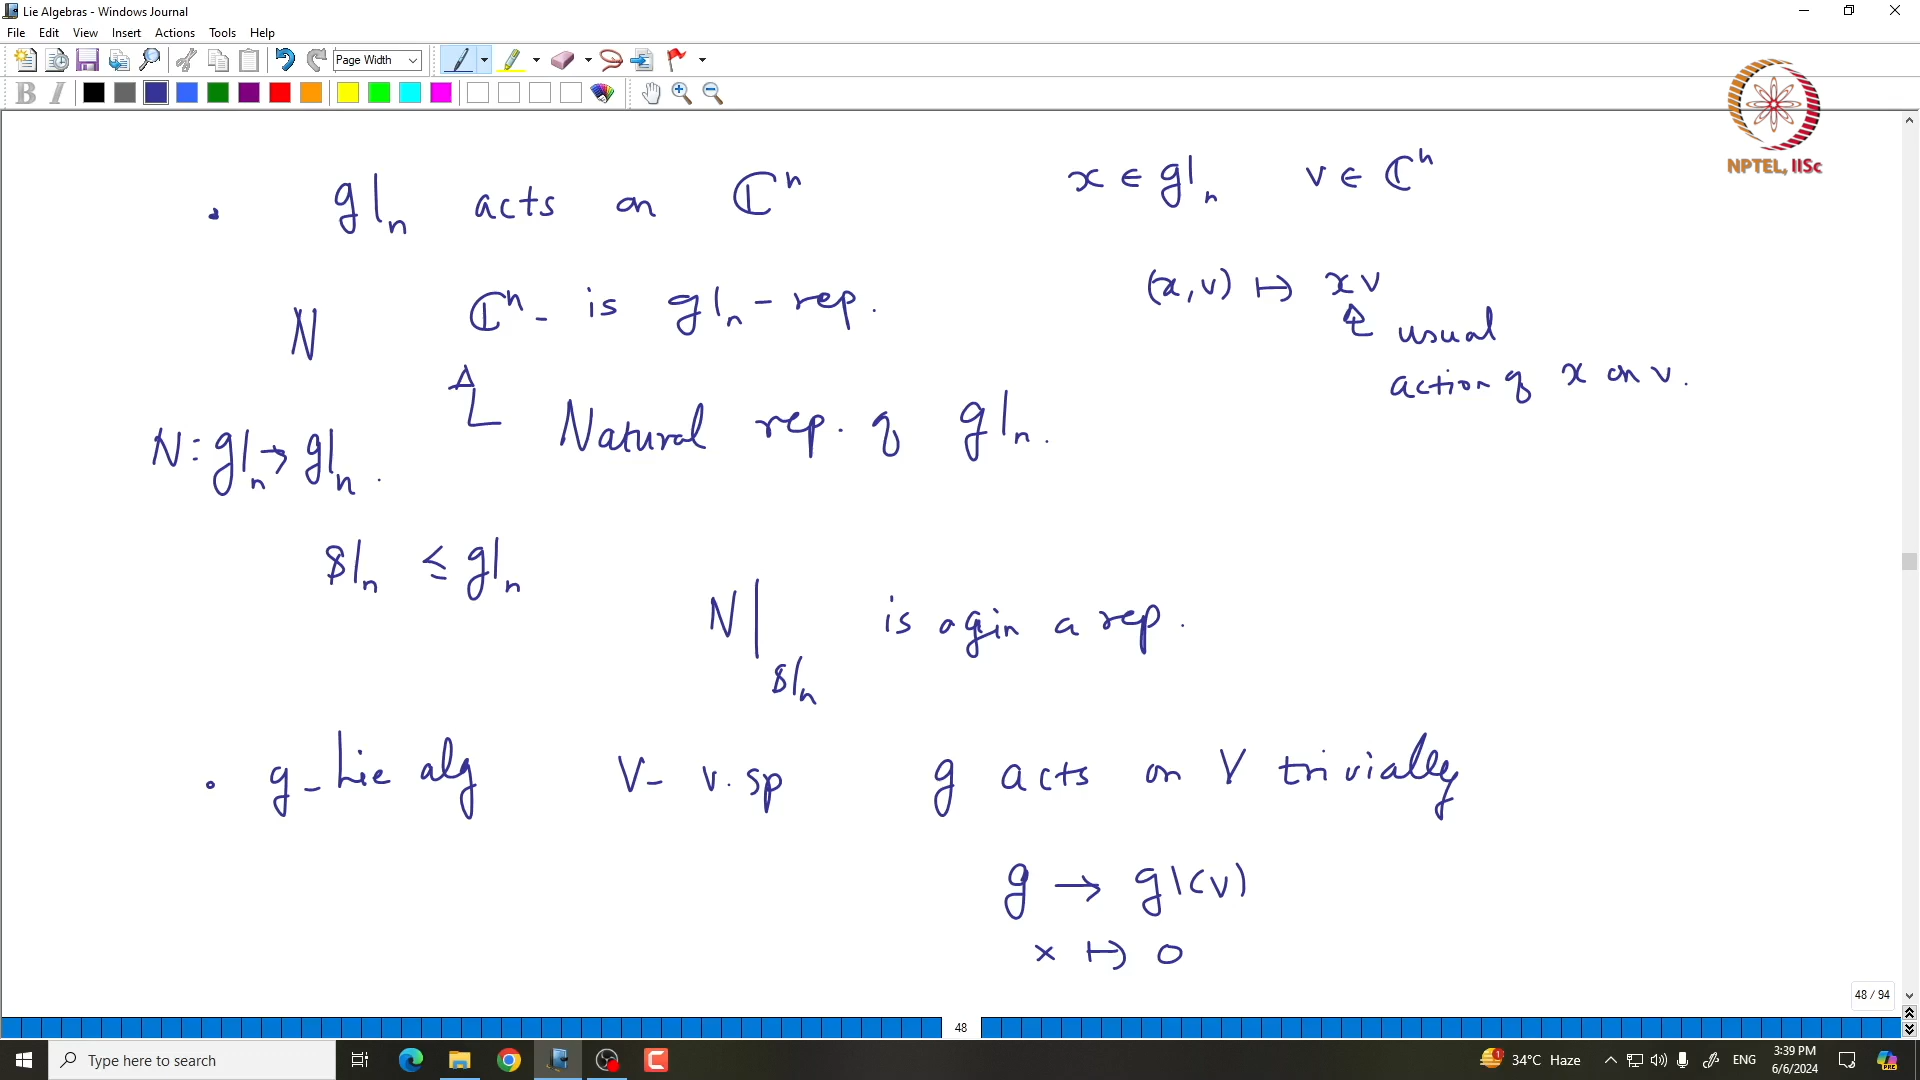 Lie Algebras - Windows Journal
File Edit View Insert Actions Tools Help
Page Width
B I
NPTEL, IISc
• gl_n acts on ℂ^n
x ∈ gl_n v ∈ ℂ^n
(x, v) ↦ xv
usual
action of x on v.
ℂ^n - is gl_n - rep.
N
Natural rep. of gl_n.
N: gl_n → gl_n.
sl_n ≤ gl_n
N|_{sl_n} is agin a rep.
• g - Lie alg V - v. sp g acts on V trivially
g → gl(V)
x ↦ 0
48 / 94
48
Type here to search
34°C Haze
ENG
3:39 PM
6/6/2024